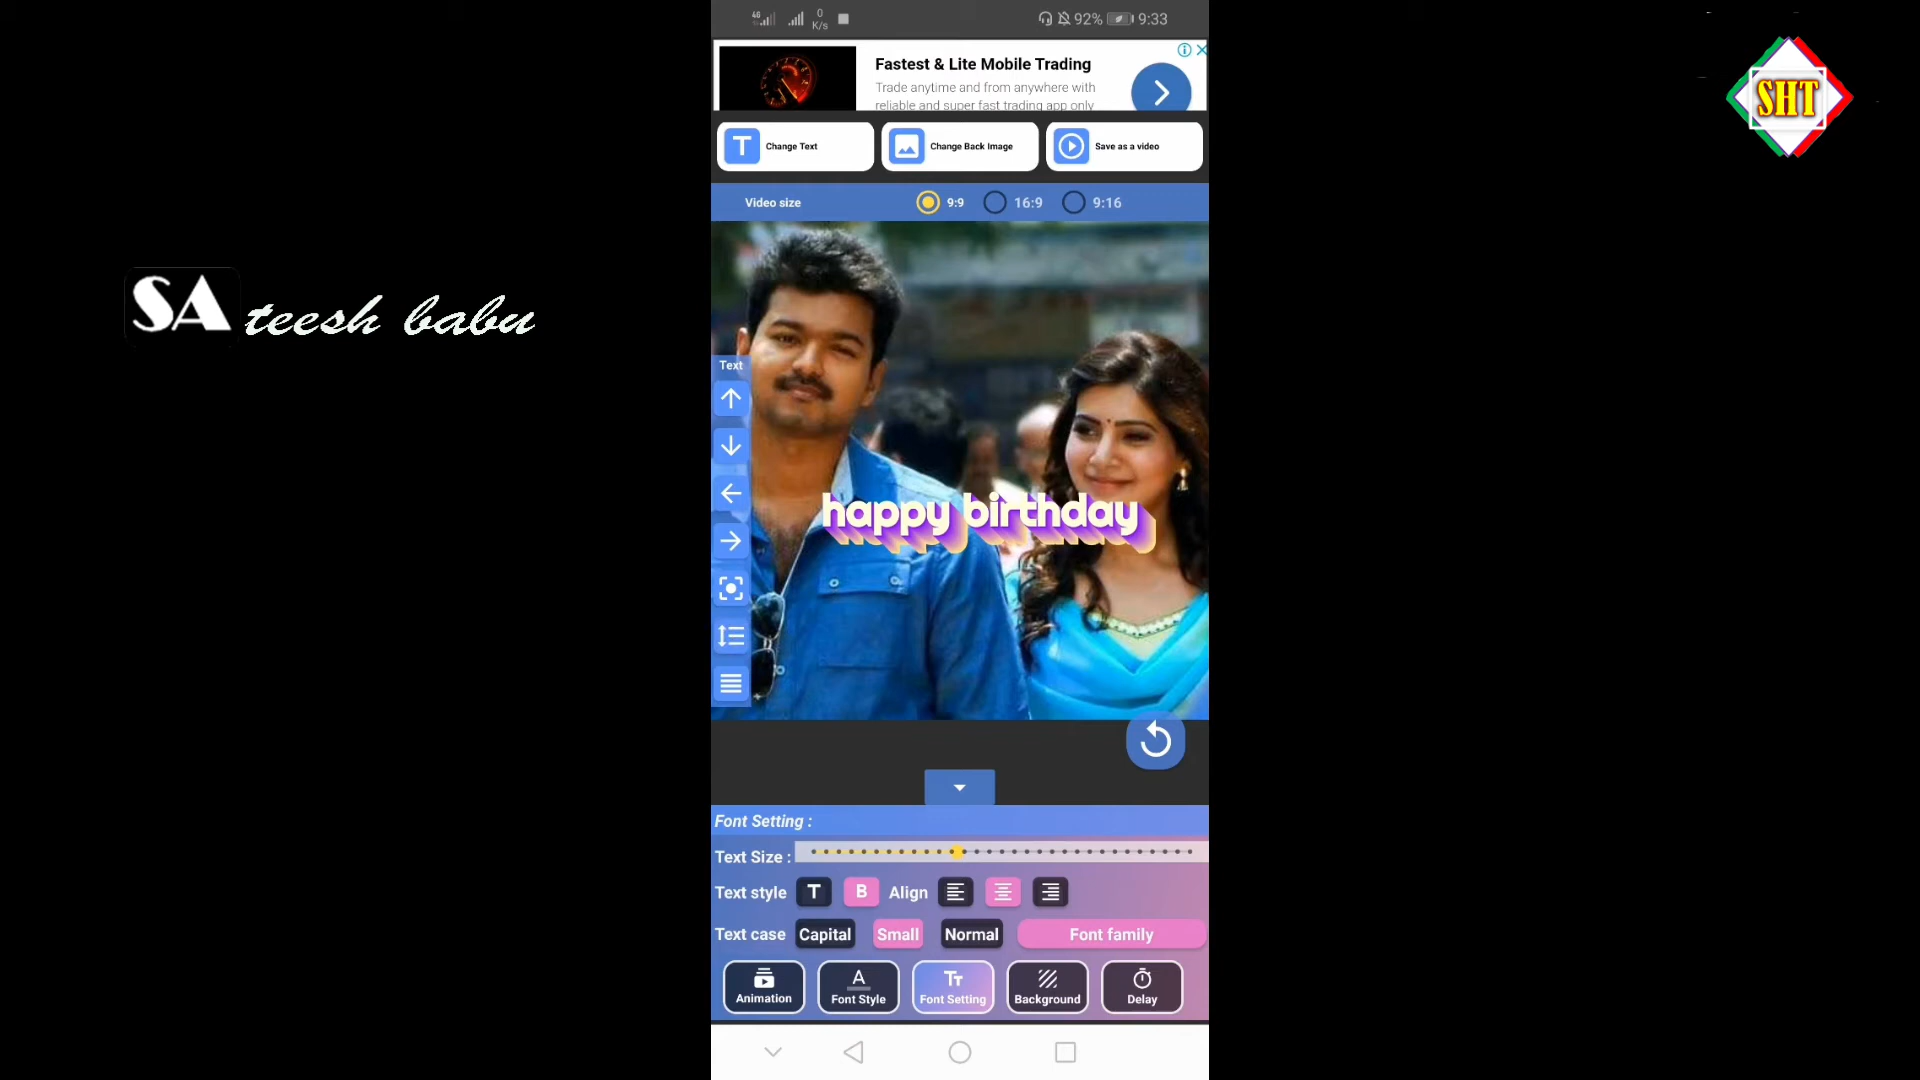 4G
0
K/s
92%
9:33
Fastest & Lite Mobile Trading
Trade anytime and from anywhere with
reliable and super fast trading app only
T
Change Text
Change Back Image
Save as a video
SHT
Video size
9:9
16:9
9:16
SA teesh babu
Text
happy birthday
Font Setting :
Text Size :
Text style
T
B
Align
Text case
Capital
Small
Normal
Font family
Animation
A
Font Style
TT
Font Setting
Background
Delay